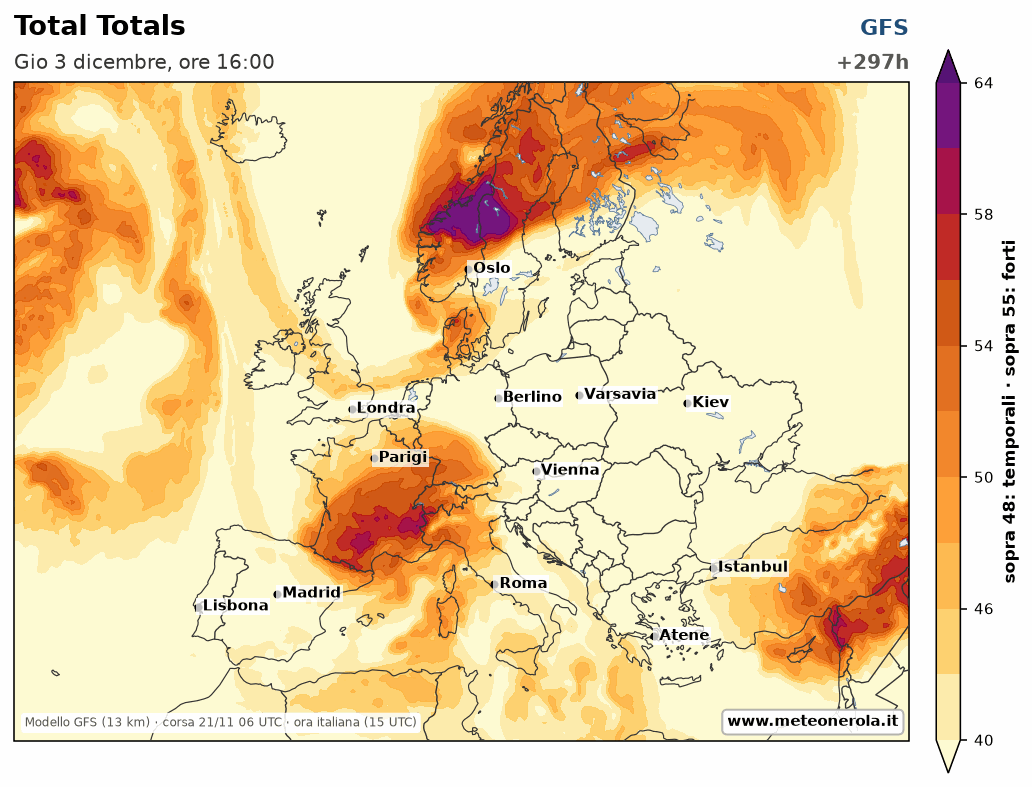 Total Totals
GFS
Gio 3 dicembre, ore 16:00
+297h
64
58
54
50
46
40
sopra 48: temporali · sopra 55: forti
Oslo
Londra
Berlino
Varsavia
Kiev
Parigi
Vienna
Istanbul
Roma
Madrid
Lisbona
Atene
Modello GFS (13 km) · corsa 21/11 06 UTC · ora italiana (15 UTC)
www.meteonerola.it